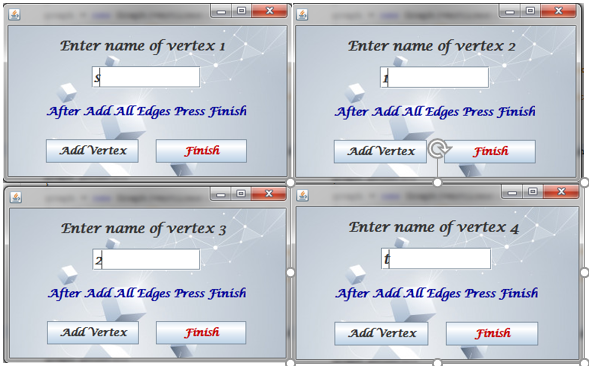 Enter name of vertex 1
s
After Add All Edges Press Finish
Add Vertex Finish
Enter name of vertex 2
1
After Add All Edges Press Finish
Add Vertex Finish
Enter name of vertex 3
2
After Add All Edges Press Finish
Add Vertex Finish
Enter name of vertex 4
t
After Add All Edges Press Finish
Add Vertex Finish